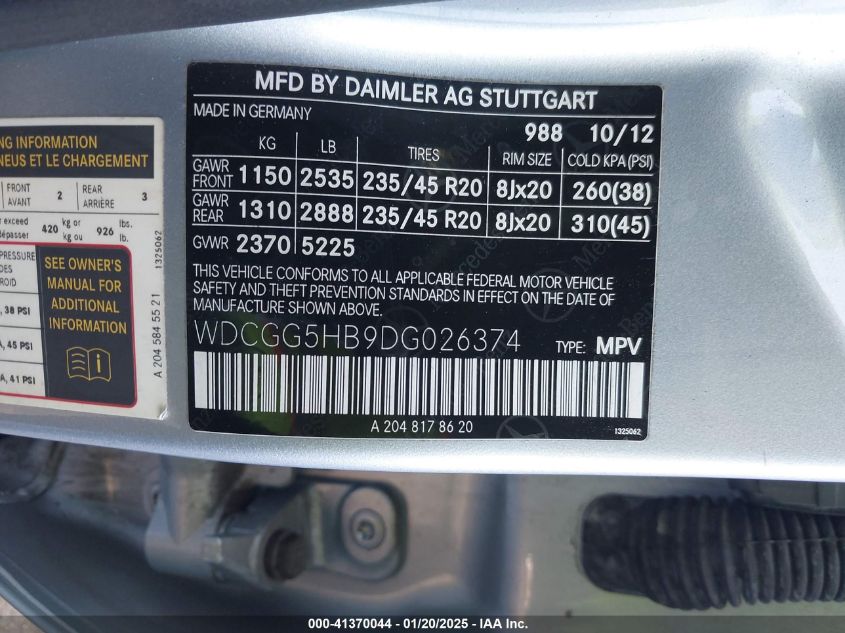 MFD BY DAIMLER AG STUTTGART
MADE IN GERMANY
988 10/12
KG LB TIRES RIM SIZE COLD KPA(PSI)
GAWR FRONT 1150 2535 235/45 R20 8Jx20 260(38)
GAWR REAR 1310 2888 235/45 R20 8Jx20 310(45)
GVWR 2370 5225
THIS VEHICLE CONFORMS TO ALL APPLICABLE FEDERAL MOTOR VEHICLE
SAFETY AND THEFT PREVENTION STANDARDS IN EFFECT ON THE DATE OF
MANUFACTURE SHOWN ABOVE.
WDCGG5HB9DG026374 TYPE: MPV
A 204 817 86 20
1325062
INFORMATION
NEUS ET LE CHARGEMENT
FRONT AVANT 2 REAR ARRIÈRE 3
exceed dépasser 420 kg or kg ou 926 lbs. lb.
PRESSURE
SEE OWNER'S
MANUAL FOR
ADDITIONAL
INFORMATION
38 PSI
45 PSI
41 PSI
A 204 584 55 21
1325062
000-41370044 / 01/20/2025 / IAA Inc.